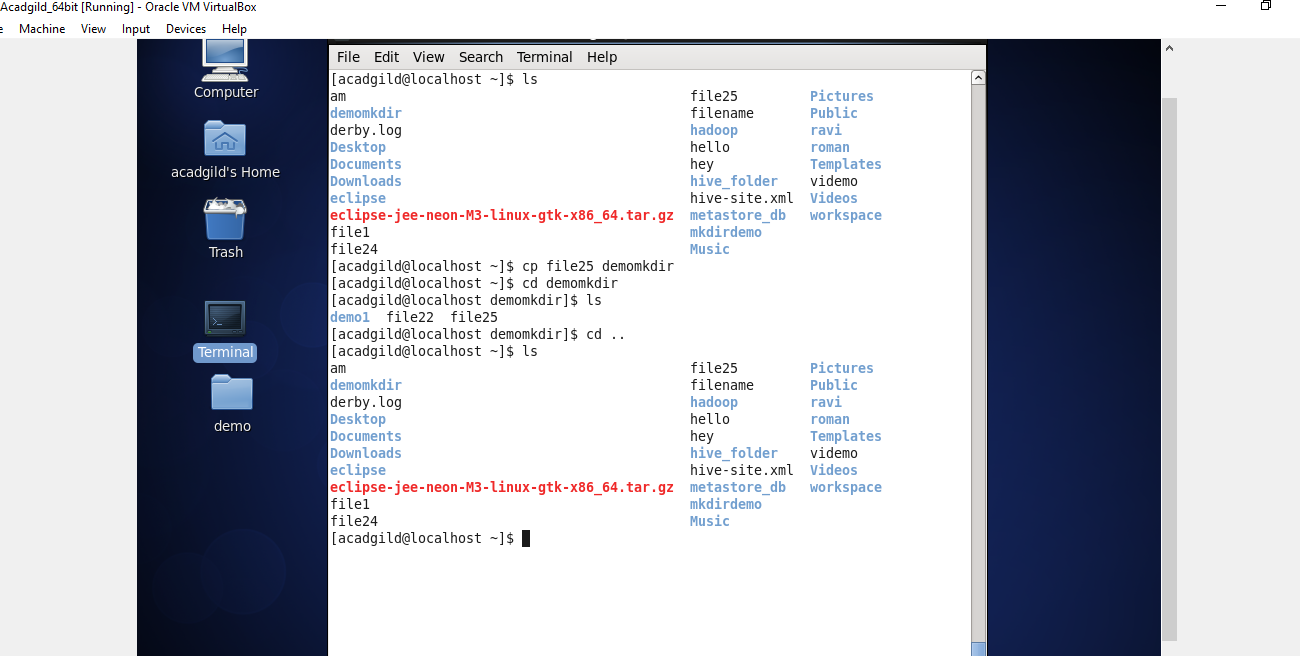 Acadgild_64bit [Running] - Oracle VM VirtualBox
Machine View Input Devices Help
Computer
acadgild's Home
Trash
Terminal
demo
File Edit View Search Terminal Help
[acadgild@localhost ~]$ ls
am file25 Pictures
demomkdir filename Public
derby.log hadoop ravi
Desktop hello roman
Documents hey Templates
Downloads hive_folder videmo
eclipse hive-site.xml Videos
eclipse-jee-neon-M3-linux-gtk-x86_64.tar.gz metastore_db workspace
file1 mkdirdemo
file24 Music
[acadgild@localhost ~]$ cp file25 demomkdir
[acadgild@localhost ~]$ cd demomkdir
[acadgild@localhost demomkdir]$ ls
demo1 file22 file25
[acadgild@localhost demomkdir]$ cd ..
[acadgild@localhost ~]$ ls
am file25 Pictures
demomkdir filename Public
derby.log hadoop ravi
Desktop hello roman
Documents hey Templates
Downloads hive_folder videmo
eclipse hive-site.xml Videos
eclipse-jee-neon-M3-linux-gtk-x86_64.tar.gz metastore_db workspace
file1 mkdirdemo
file24 Music
[acadgild@localhost ~]$